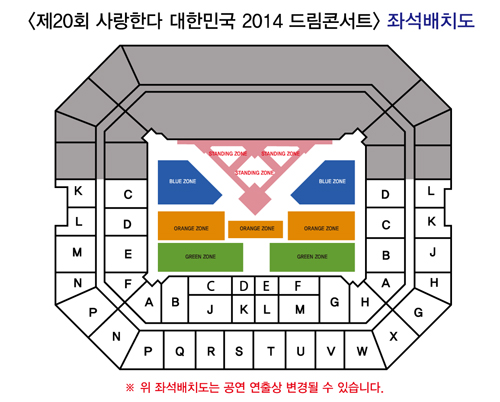 <제20회 사랑한다 대한민국 2014 드림콘서트> 좌석배치도
STANDING ZONE STANDING ZONE
STANDING ZONE
BLUE ZONE BLUE ZONE
K C D L
L D ORANGE ZONE ORANGE ZONE ORANGE ZONE C K
M E GREEN ZONE GREEN ZONE B M
N F A H
A B C D E F G H
J K L M
P N W X G
P Q R S T U V
※ 위 좌석배치도는 공연 연출상 변경될 수 있습니다.